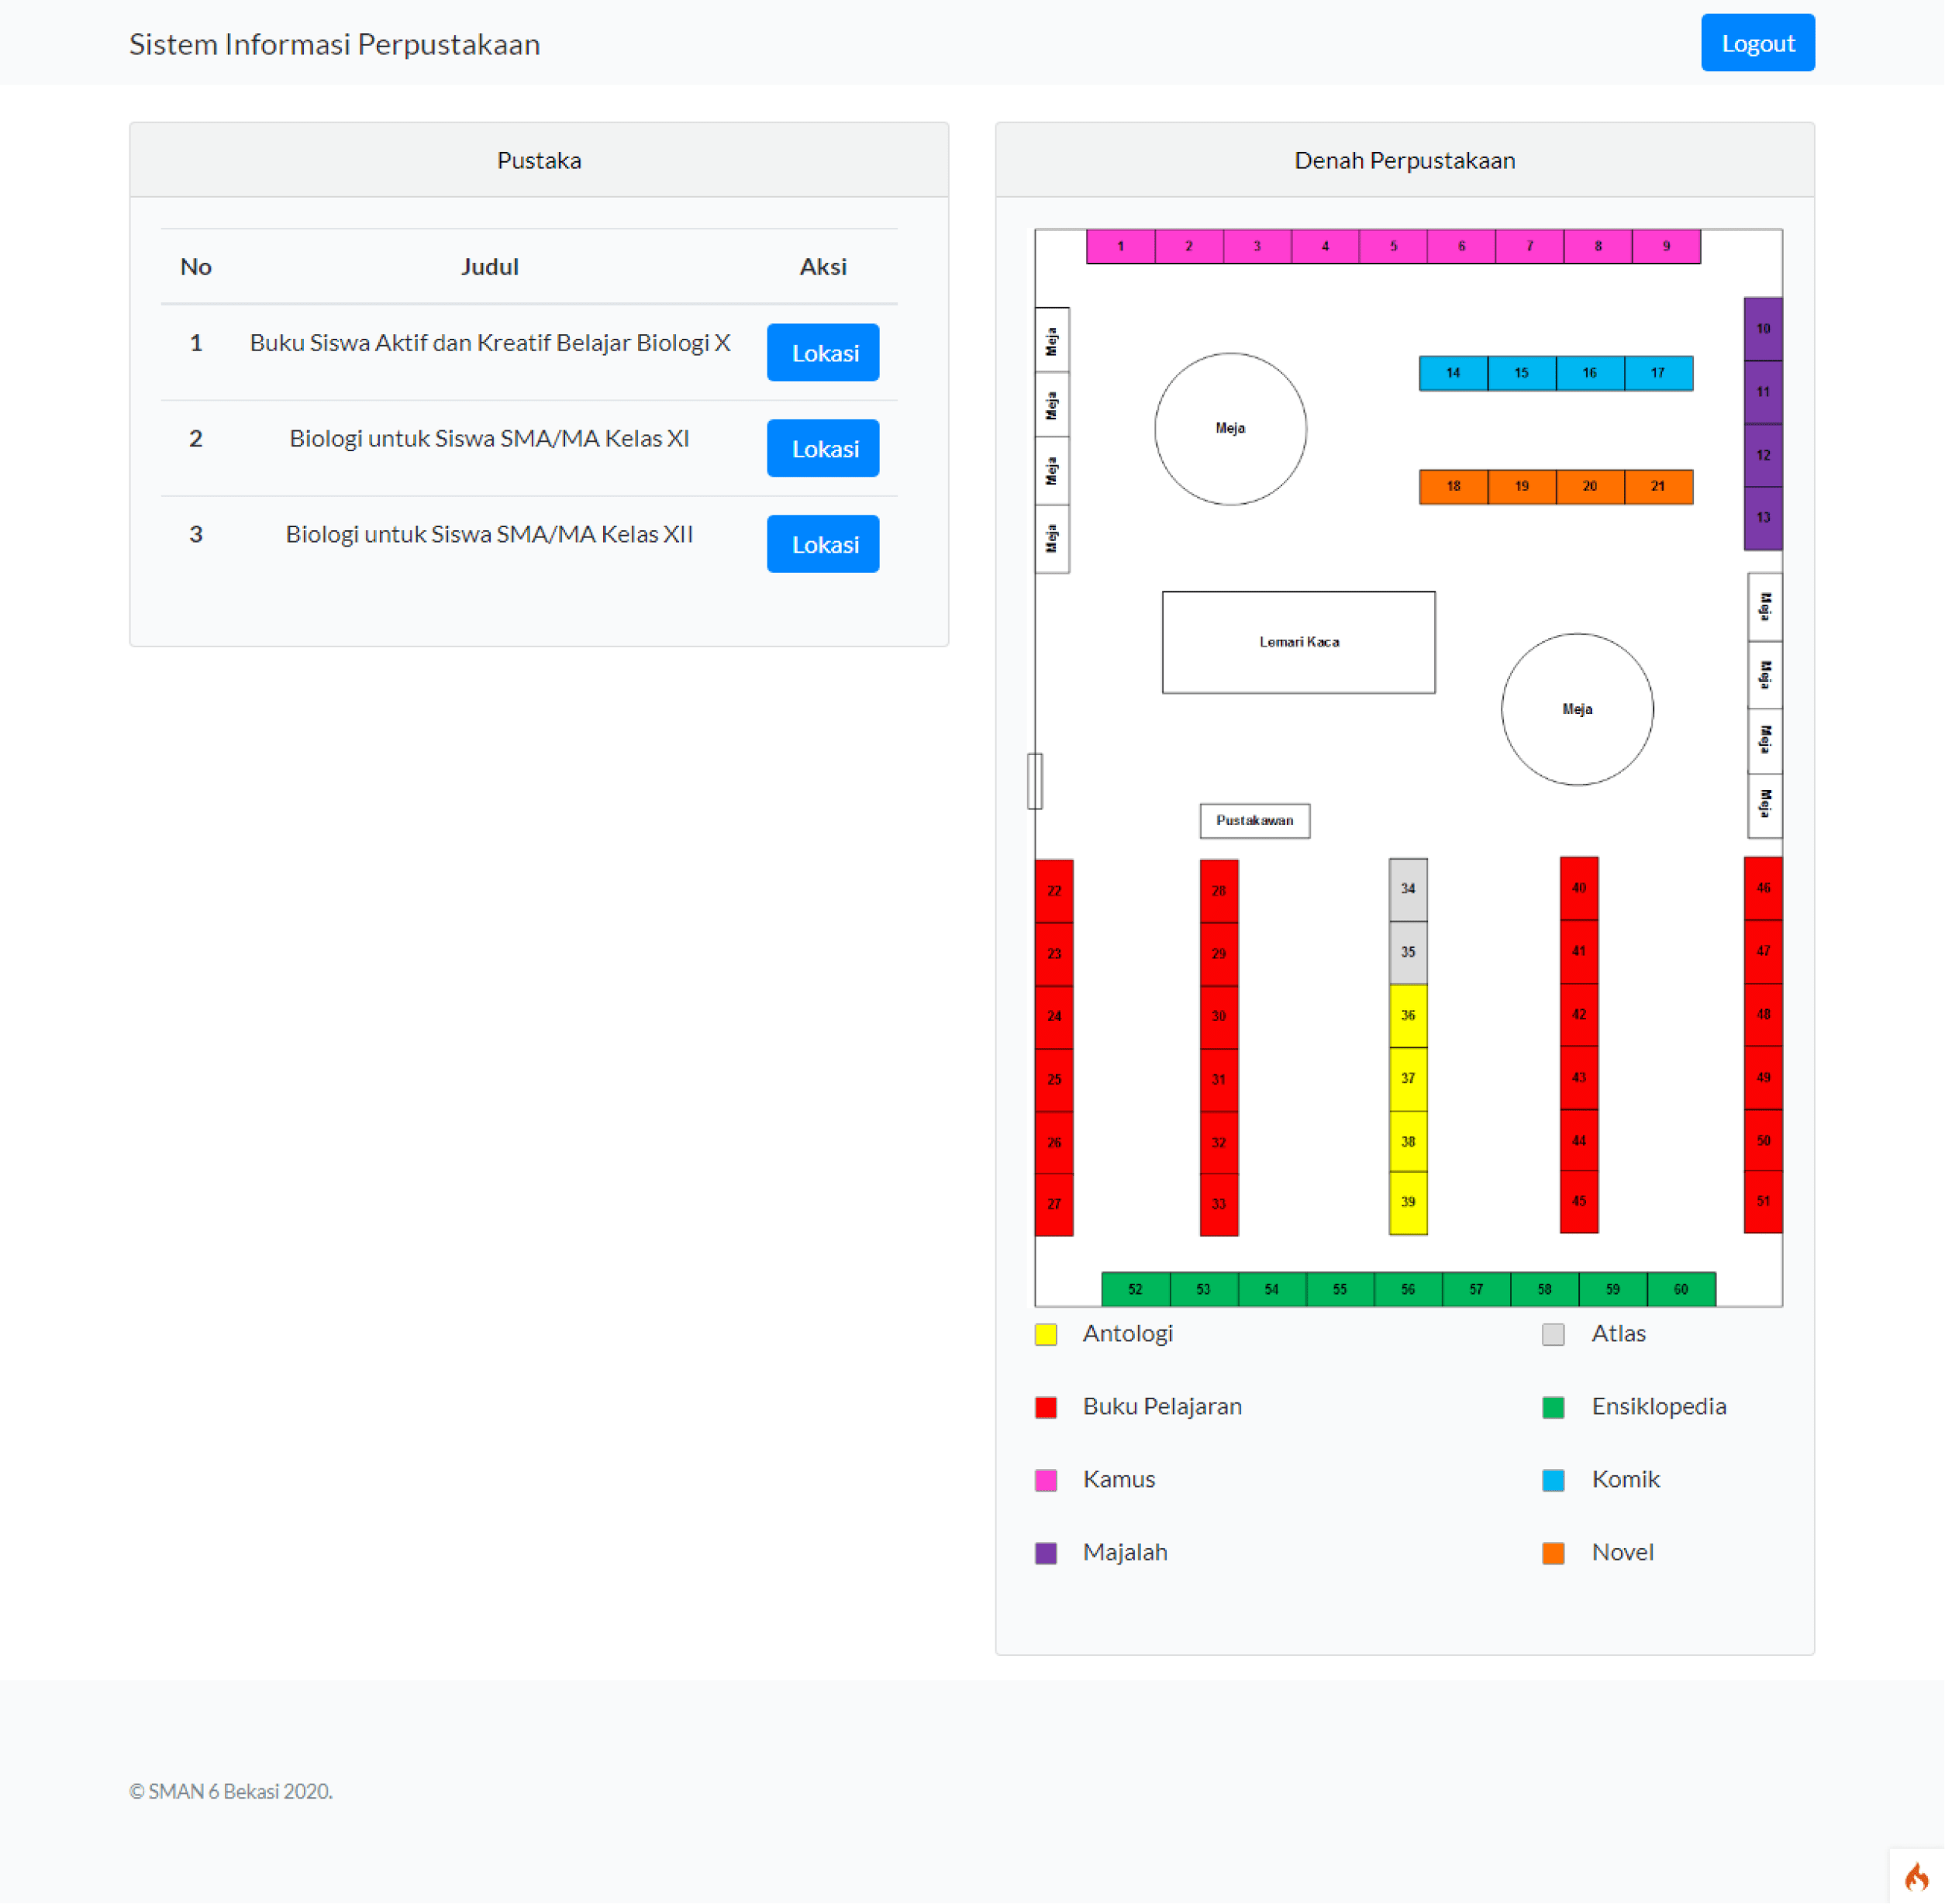 Sistem Informasi Perpustakaan
Logout
Pustaka
No Judul Aksi
1 Buku Siswa Aktif dan Kreatif Belajar Biologi X Lokasi
2 Biologi untuk Siswa SMA/MA Kelas XI Lokasi
3 Biologi untuk Siswa SMA/MA Kelas XII Lokasi
Denah Perpustakaan
1 2 3 4 5 6 7 8 9
10
11
12
13
Meja
Meja
Meja
Meja
Meja
14 15 16 17
18 19 20 21
Lemari Kaca
Meja
Meja
Meja
Meja
Meja
Pustakawan
22 28 34 40 46
23 29 35 41 47
24 30 36 42 48
25 31 37 43 49
26 32 38 44 50
27 33 39 45 51
52 53 54 55 56 57 58 59 60
Antologi Atlas
Buku Pelajaran Ensiklopedia
Kamus Komik
Majalah Novel
© SMAN 6 Bekasi 2020.